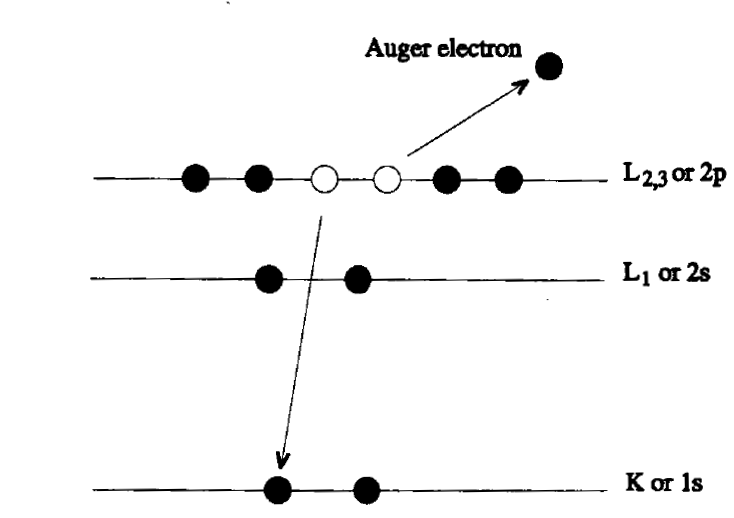 Auger electron
L2,3 or 2p
L1 or 2s
K or 1s